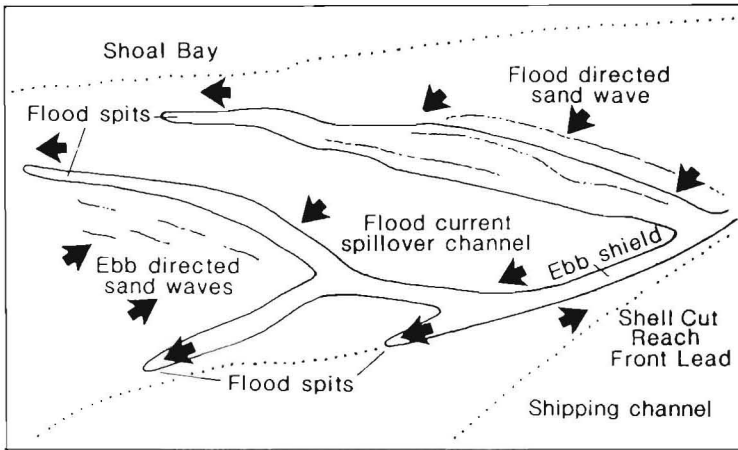 Shoal Bay
Flood directed
sand wave
Flood spits
Flood current
spillover channel
Ebb shield
Ebb directed
sand waves
Shell Cut
Reach
Front Lead
Flood spits
Shipping channel